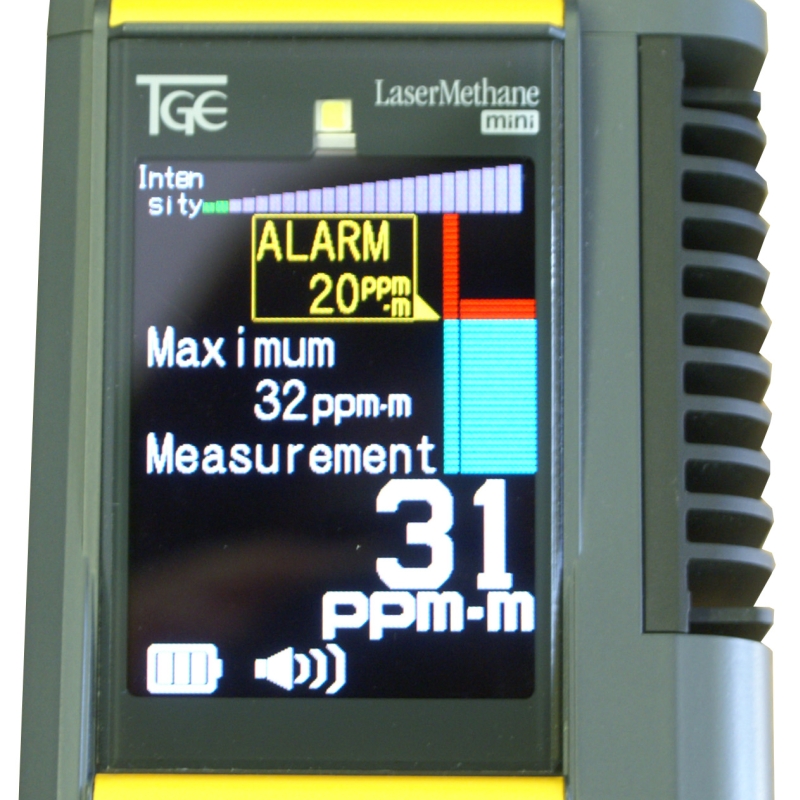 TGE
LaserMethane
mini
Inten
sity
ALARM
20ppm
-m
Maximum
32ppm-m
Measurement
31
ppm-m